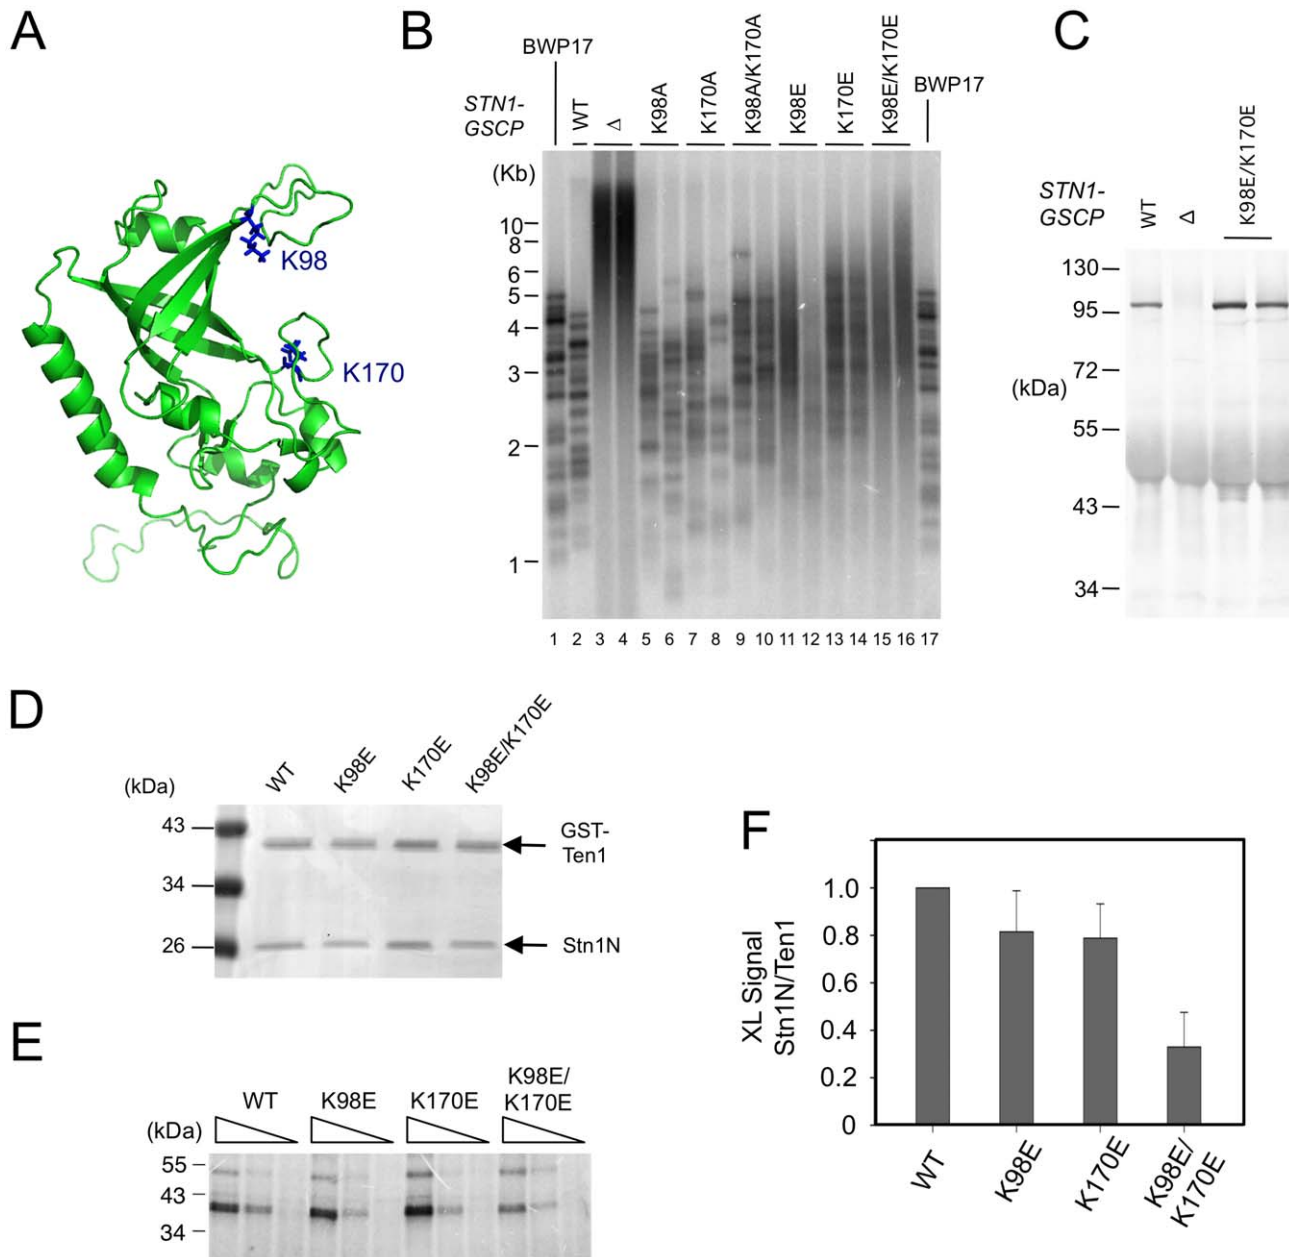 A
K98
K170
B
BWP17
STN1-
GSCP
WT
Δ
K98A
K170A
K98A/K170A
K98E
K170E
K98E/K170E
BWP17
(Kb)
10
8
6
5
4
3
2
1
1 2 3 4 5 6 7 8 9 10 11 12 13 14 15 16 17
C
STN1-
GSCP
WT
Δ
K98E/K170E
130
95
72
(kDa)
55
43
34
D
(kDa)
WT
K98E
K170E
K98E/K170E
43
34
26
GST-
Ten1
Stn1N
E
WT
K98E
K170E
K98E/
K170E
(kDa)
55
43
34
F
XL Signal
Stn1N/Ten1
1.0
0.8
0.6
0.4
0.2
0
WT
K98E
K170E
K98E/
K170E